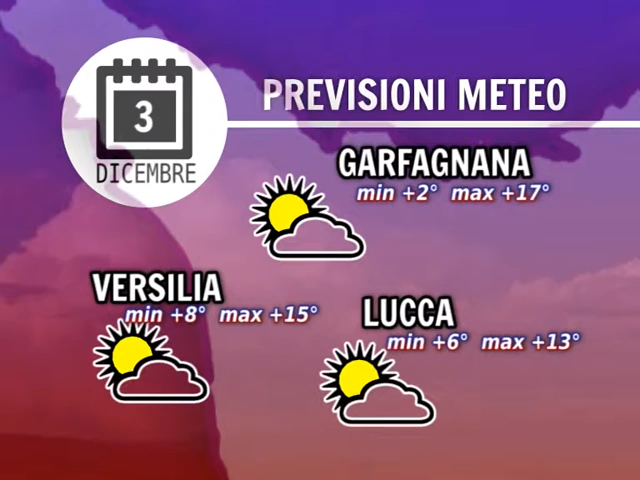 3
DICEMBRE
PREVISIONI METEO
GARFAGNANA
min +2° max +17°
VERSILIA
min +8° max +15°
LUCCA
min +6° max +13°